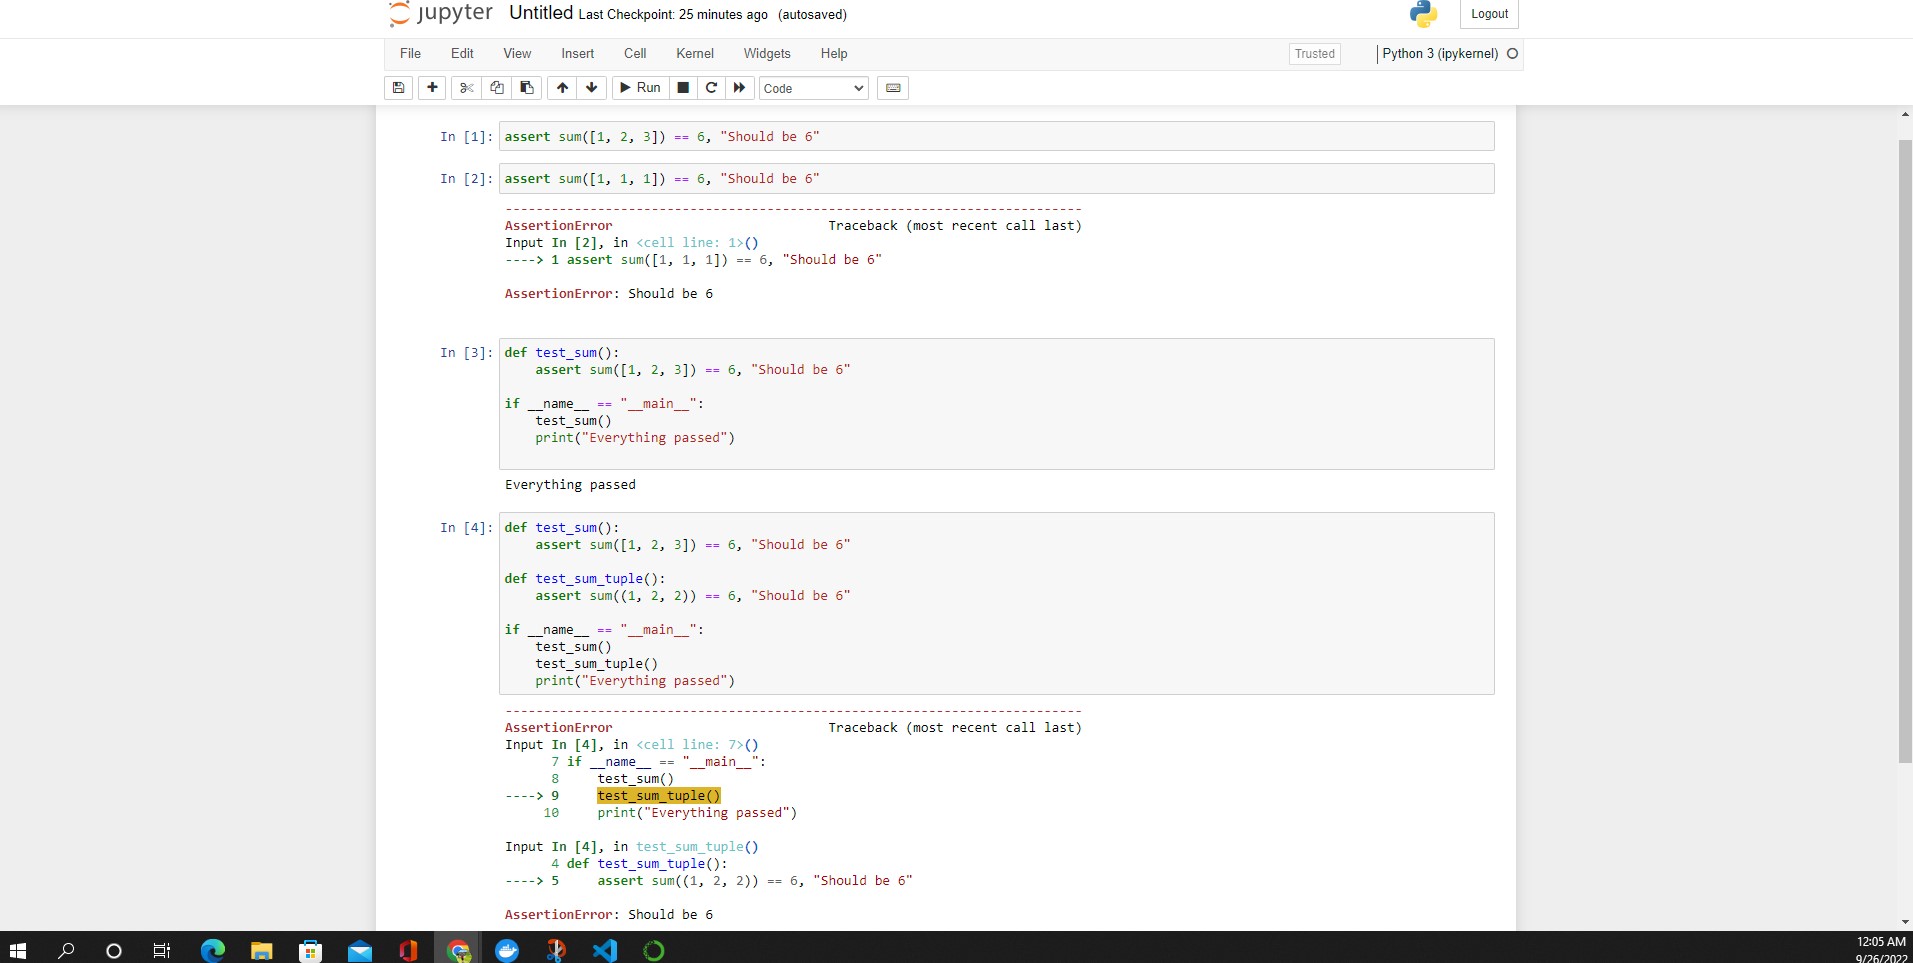 jupyter Untitled Last Checkpoint: 25 minutes ago (autosaved) Logout
File Edit View Insert Cell Kernel Widgets Help Trusted Python 3 (ipykernel)
Run Code
In [1]: assert sum([1, 2, 3]) == 6, "Should be 6"
In [2]: assert sum([1, 1, 1]) == 6, "Should be 6"
---------------------------------------------------------------------------
AssertionError                            Traceback (most recent call last)
Input In [2], in <cell line: 1>()
----> 1 assert sum([1, 1, 1]) == 6, "Should be 6"
AssertionError: Should be 6
In [3]: def test_sum():
    assert sum([1, 2, 3]) == 6, "Should be 6"
if __name__ == "__main__":
    test_sum()
    print("Everything passed")
Everything passed
In [4]: def test_sum():
    assert sum([1, 2, 3]) == 6, "Should be 6"
def test_sum_tuple():
    assert sum((1, 2, 2)) == 6, "Should be 6"
if __name__ == "__main__":
    test_sum()
    test_sum_tuple()
    print("Everything passed")
---------------------------------------------------------------------------
AssertionError                            Traceback (most recent call last)
Input In [4], in <cell line: 7>()
      7 if __name__ == "__main__":
      8     test_sum()
----> 9     test_sum_tuple()
     10     print("Everything passed")
Input In [4], in test_sum_tuple()
      4 def test_sum_tuple():
----> 5     assert sum((1, 2, 2)) == 6, "Should be 6"
AssertionError: Should be 6
12:05 AM
9/26/2022